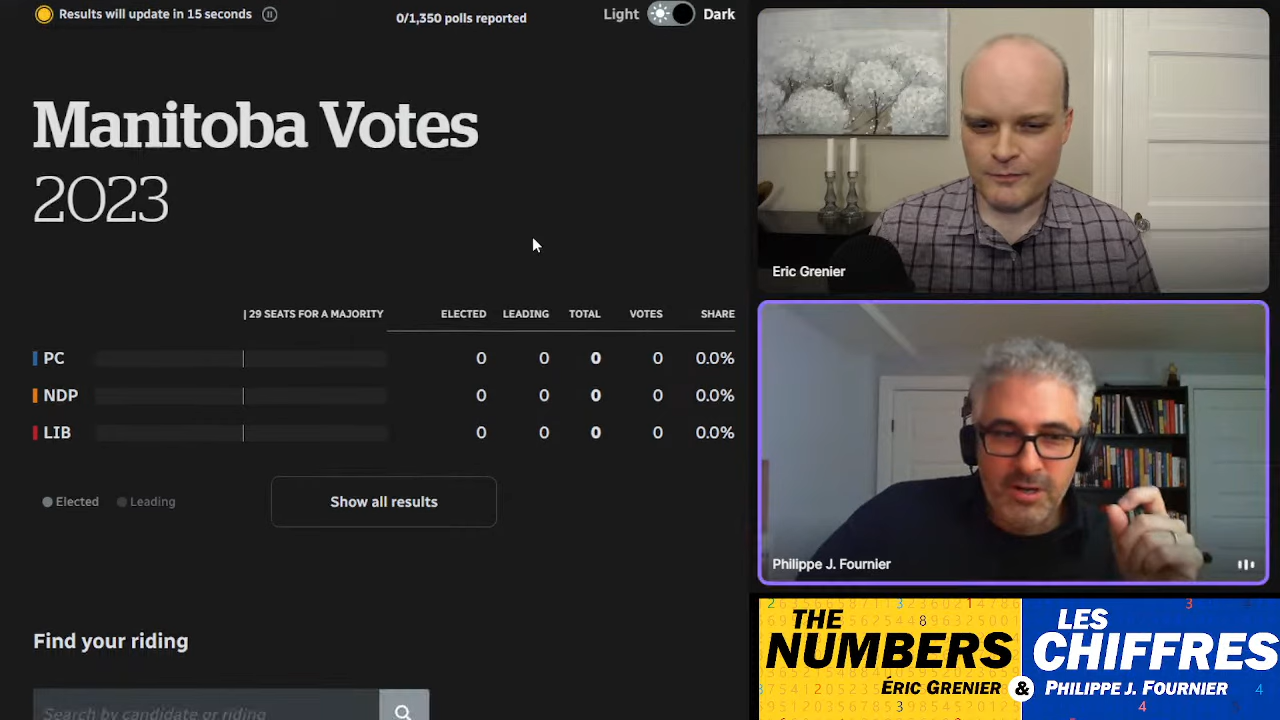 Results will update in 15 seconds
0/1,350 polls reported
Light
Dark
Manitoba Votes
2023
| 29 SEATS FOR A MAJORITY
ELECTED LEADING TOTAL VOTES SHARE
PC 0 0 0 0 0.0%
NDP 0 0 0 0 0.0%
LIB 0 0 0 0 0.0%
Elected
Leading
Show all results
Find your riding
Search by candidate or riding
Eric Grenier
Philippe J. Fournier
THE
NUMBERS
ÉRIC GRENIER
&
LES
CHIFFRES
PHILIPPE J. FOURNIER